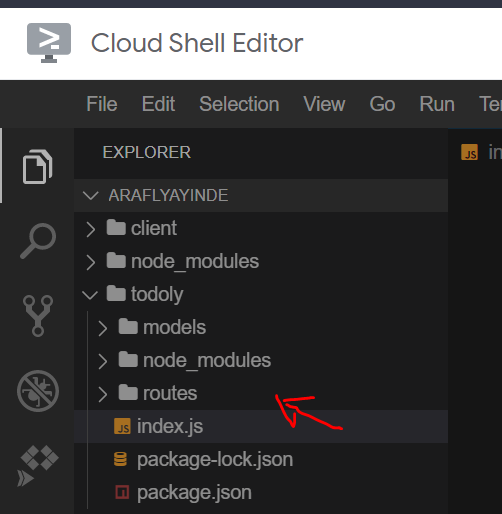 Cloud Shell Editor
File Edit Selection View Go Run Te
EXPLORER
JS in
ARAFLYAYINDE
client
node_modules
todoly
models
node_modules
routes
JS index.js
package-lock.json
package.json